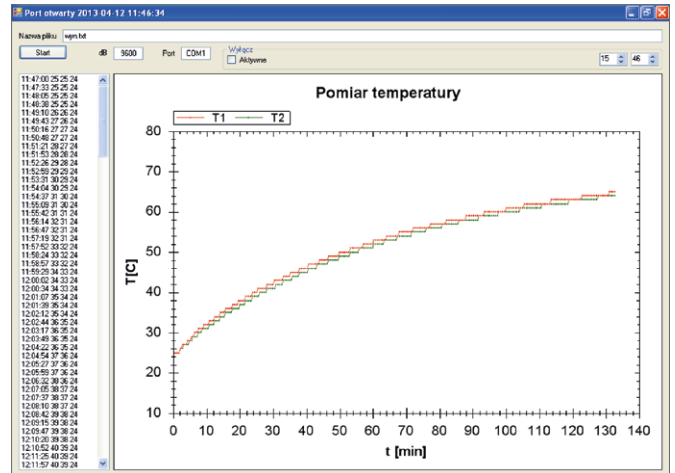 Port otwarty 2013-04-12 11:46:34
Nazwa pliku wym.txt
Start dB 9600 Port COM1 Wyłącz Aktywne 15 46
11:47:00 25 25 24
11:47:33 25 25 24
11:48:05 25 25 24
11:48:38 25 25 24
11:49:10 26 26 24
11:49:43 27 26 24
11:50:16 27 27 24
11:50:48 27 27 24
11:51:21 28 27 24
11:51:53 28 28 24
11:52:26 29 28 24
11:52:59 29 29 24
11:53:31 30 29 24
11:54:04 30 29 24
11:54:37 31 30 24
11:55:09 31 30 24
11:55:42 31 31 24
11:56:14 32 31 24
11:56:47 32 31 24
11:57:19 32 31 24
11:57:52 33 32 24
11:58:24 33 32 24
11:58:57 33 32 24
11:59:29 34 33 24
12:00:02 34 33 24
12:00:34 34 33 24
12:01:07 35 34 24
12:01:39 35 34 24
12:02:12 35 34 24
12:02:44 36 35 24
12:03:17 36 35 24
12:03:49 36 35 24
12:04:22 36 35 24
12:04:54 37 36 24
12:05:27 37 36 24
12:05:59 37 36 24
12:06:32 38 36 24
12:07:05 38 37 24
12:07:37 38 37 24
12:08:10 38 37 24
12:08:42 39 38 24
12:09:15 39 38 24
12:09:47 39 38 24
12:10:20 39 38 24
12:10:52 40 39 24
12:11:25 40 39 24
12:11:57 40 39 24
Pomiar temperatury
T1 T2
80
70
60
50
40
30
20
10
T[C]
0 10 20 30 40 50 60 70 80 90 100 110 120 130 140
t [min]